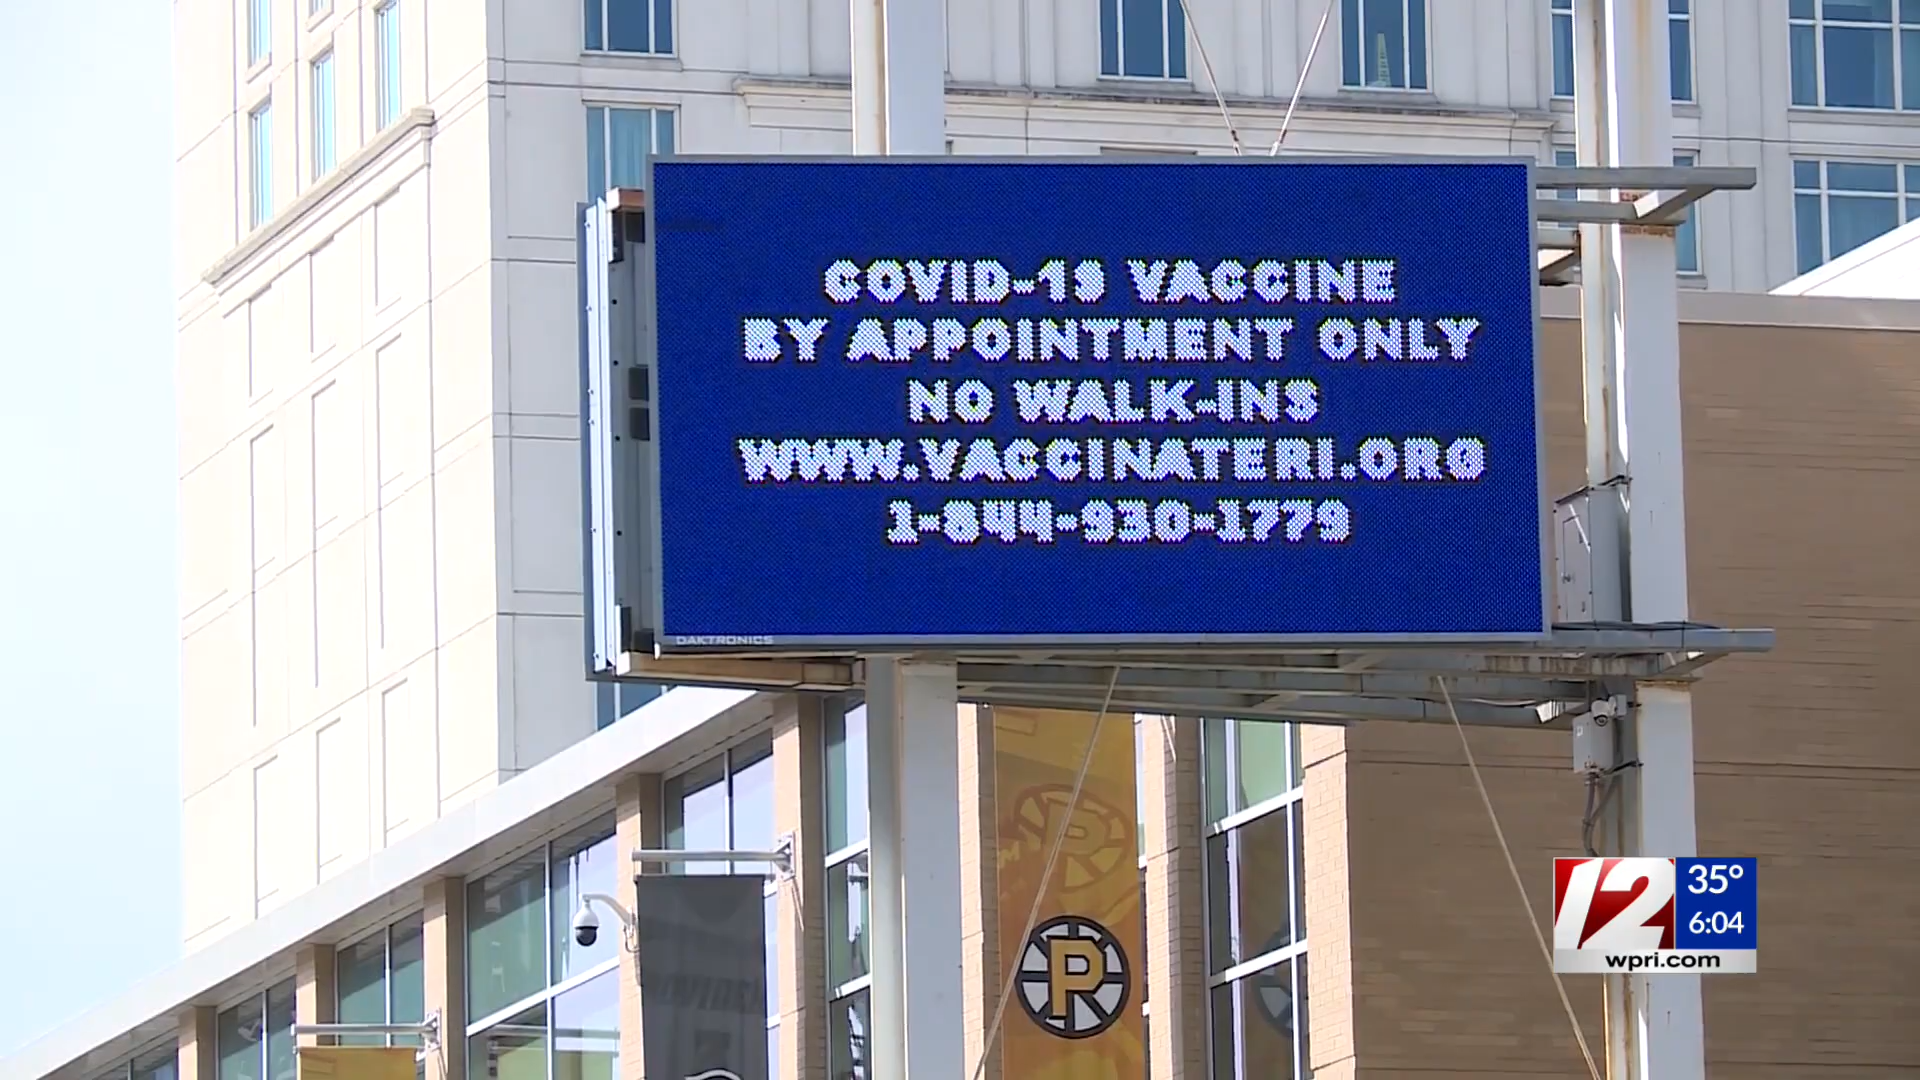 COVID-19 VACCINE
BY APPOINTMENT ONLY
NO WALK-INS
WWW.VACCINATERI.ORG
1-844-930-1779
DAKTRONICS
P
P
12
35°
6:04
wpri.com